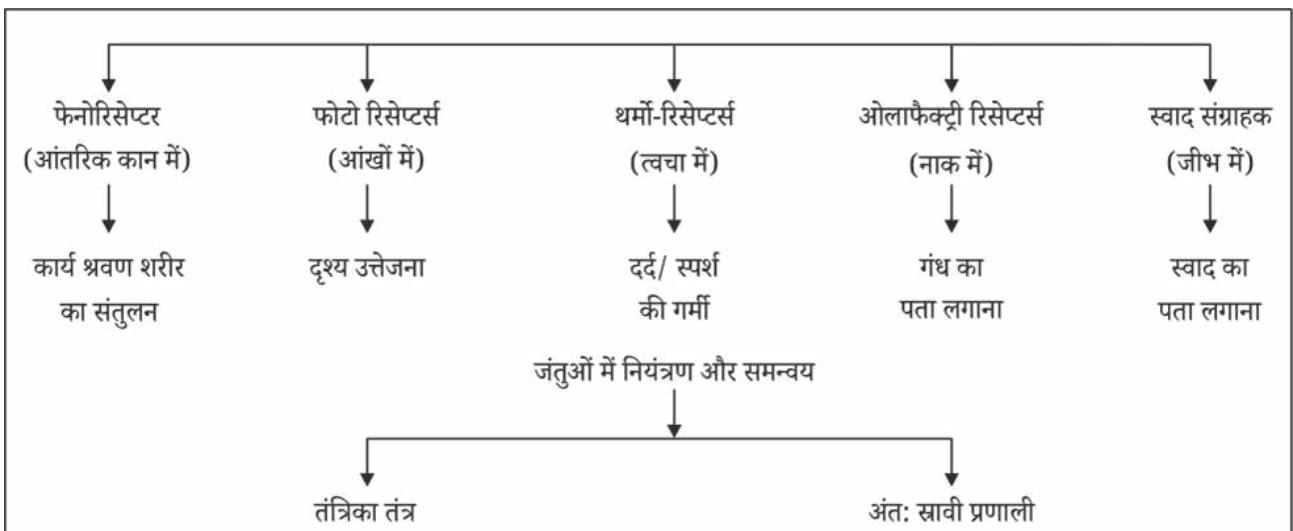 फेनोरिसेप्टर फोटो रिसेप्टर्स थर्मो-रिसेप्टर्स ओलाफैक्ट्री रिसेप्टर्स स्वाद संग्राहक
(आंतरिक कान में) (आंखों में) (त्वचा में) (नाक में) (जीभ में)
कार्य श्रवण शरीर दृश्य उत्तेजना दर्द/ स्पर्श गंध का स्वाद का
का संतुलन की गर्मी पता लगाना पता लगाना
जंतुओं में नियंत्रण और समन्वय
तंत्रिका तंत्र अंत: स्रावी प्रणाली